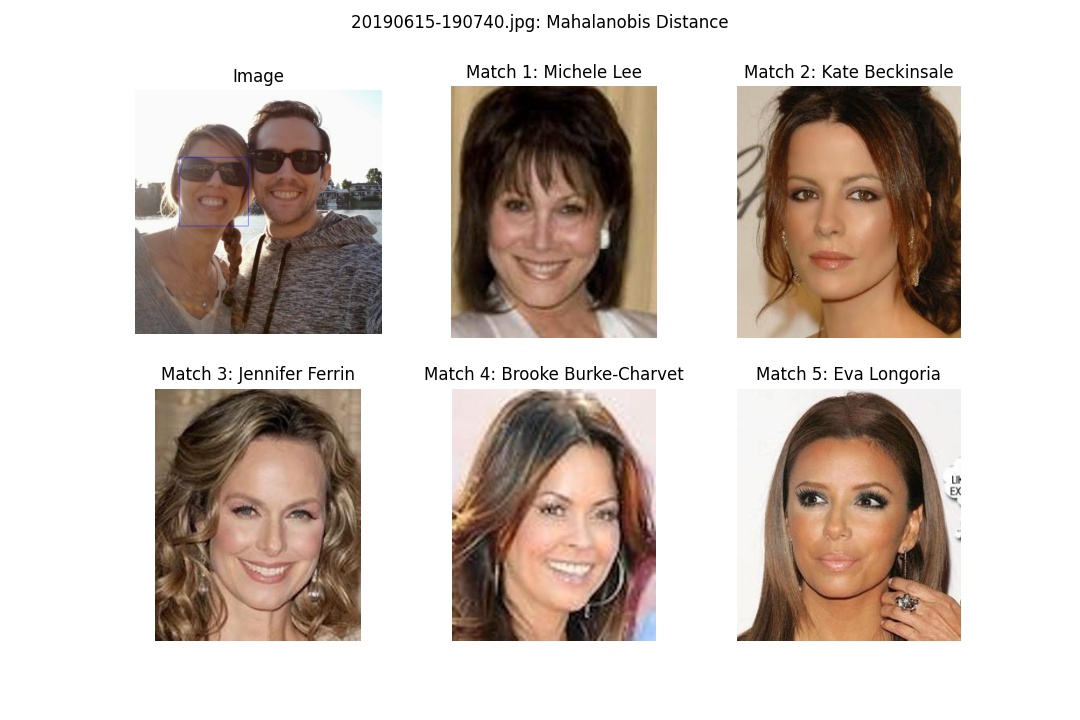 20190615-190740.jpg: Mahalanobis Distance
Image
Match 1: Michele Lee
Match 2: Kate Beckinsale
Match 3: Jennifer Ferrin
Match 4: Brooke Burke-Charvet
Match 5: Eva Longoria